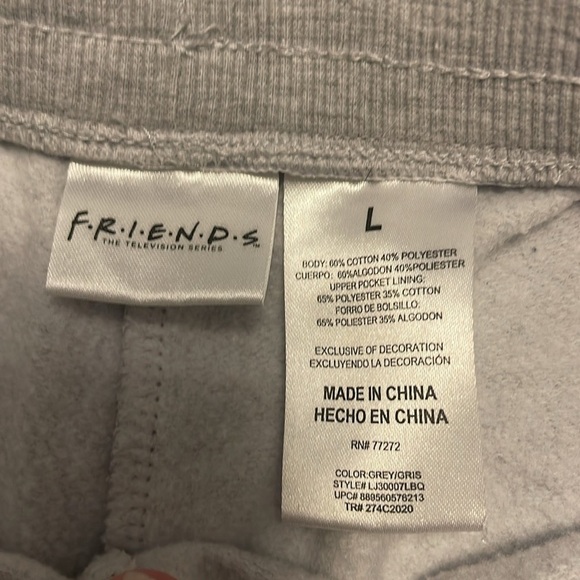 F·R·I·E·N·D·S™
THE TELEVISION SERIES
L
BODY: 60% COTTON 40% POLYESTER
CUERPO: 60%ALGODON 40%POLIESTER
UPPER POCKET LINING:
65% POLYESTER 35% COTTON
FORRO DE BOLSILLO:
65% POLIESTER 35% ALGODON
EXCLUSIVE OF DECORATION
EXCLUYENDO LA DECORACIÓN
MADE IN CHINA
HECHO EN CHINA
RN# 77272
COLOR:GREY/GRIS
STYLE# LJ30007LBQ
UPC# 889560576213
TR# 274C2020